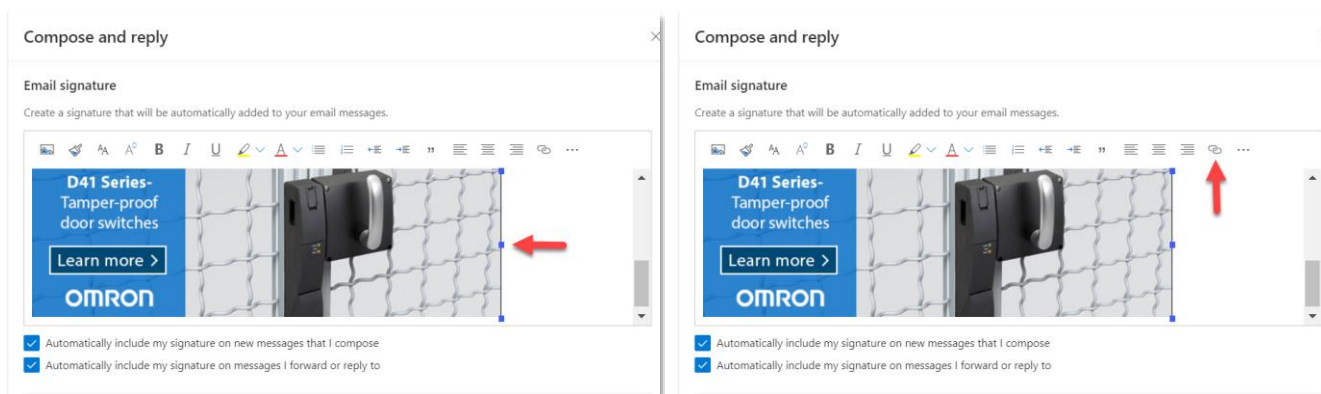 Compose and reply
Email signature
Create a signature that will be automatically added to your email messages.
B I U A
D41 Series-
Tamper-proof
door switches
Learn more >
OMRON
Automatically include my signature on new messages that I compose
Automatically include my signature on messages I forward or reply to
Compose and reply
Email signature
Create a signature that will be automatically added to your email messages.
B I U A
D41 Series-
Tamper-proof
door switches
Learn more >
OMRON
Automatically include my signature on new messages that I compose
Automatically include my signature on messages I forward or reply to